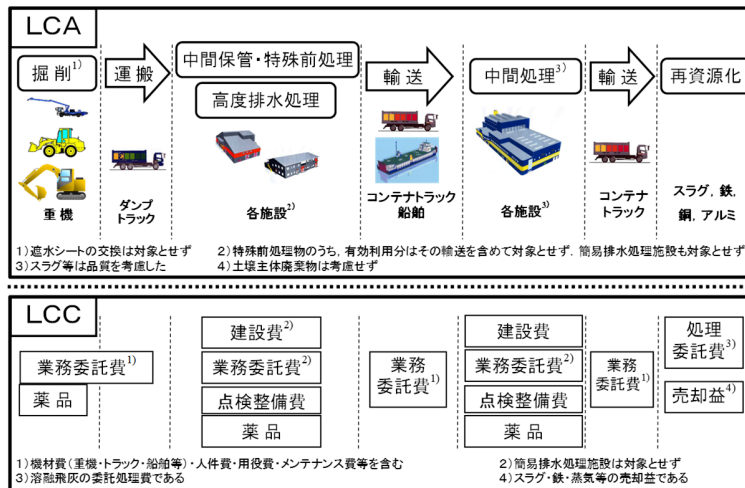 LCA
掘削1)
運搬
中間保管・特殊前処理
高度排水処理
輸送
中間処理3)
輸送
再資源化
重機
ダンプ
トラック
各施設2)
コンテナトラック
船舶
各施設3)
コンテナ
トラック
スラグ, 鉄,
銅, アルミ
1)遮水シートの交換は対象とせず
2)特殊前処理物のうち, 有効利用分はその輸送を含めて対象とせず. 簡易排水処理施設も対象とせず
3)スラグ等は品質を考慮した
4)土壌主体廃棄物は考慮せず
LCC
業務委託費1)
薬品
建設費2)
業務委託費2)
点検整備費
薬品
業務
委託費1)
建設費
業務委託費2)
点検整備費
薬品
業務
委託費1)
処理
委託費3)
売却益4)
1)機材費(重機・トラック・船舶等)・人件費・用役費・メンテナンス費等を含む
2)簡易排水処理施設は対象とせず
3)溶融飛灰の委託処理費である
4)スラグ・鉄・蒸気等の売却益である